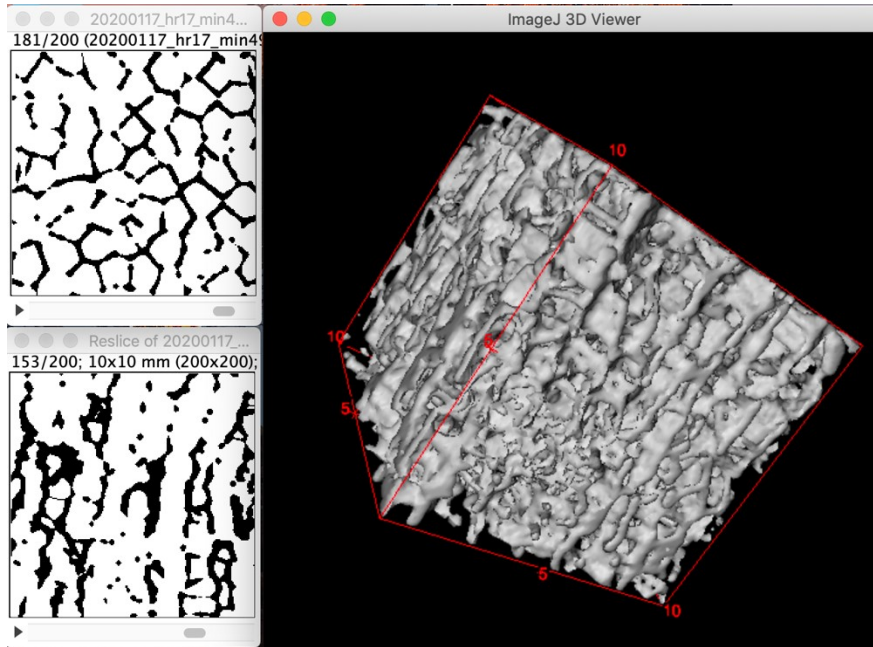 20200117_hr17_min4...
181/200 (20200117_hr17_min49
Reslice of 20200117_...
153/200; 10x10 mm (200x200);
ImageJ 3D Viewer
10
10
5
5
10